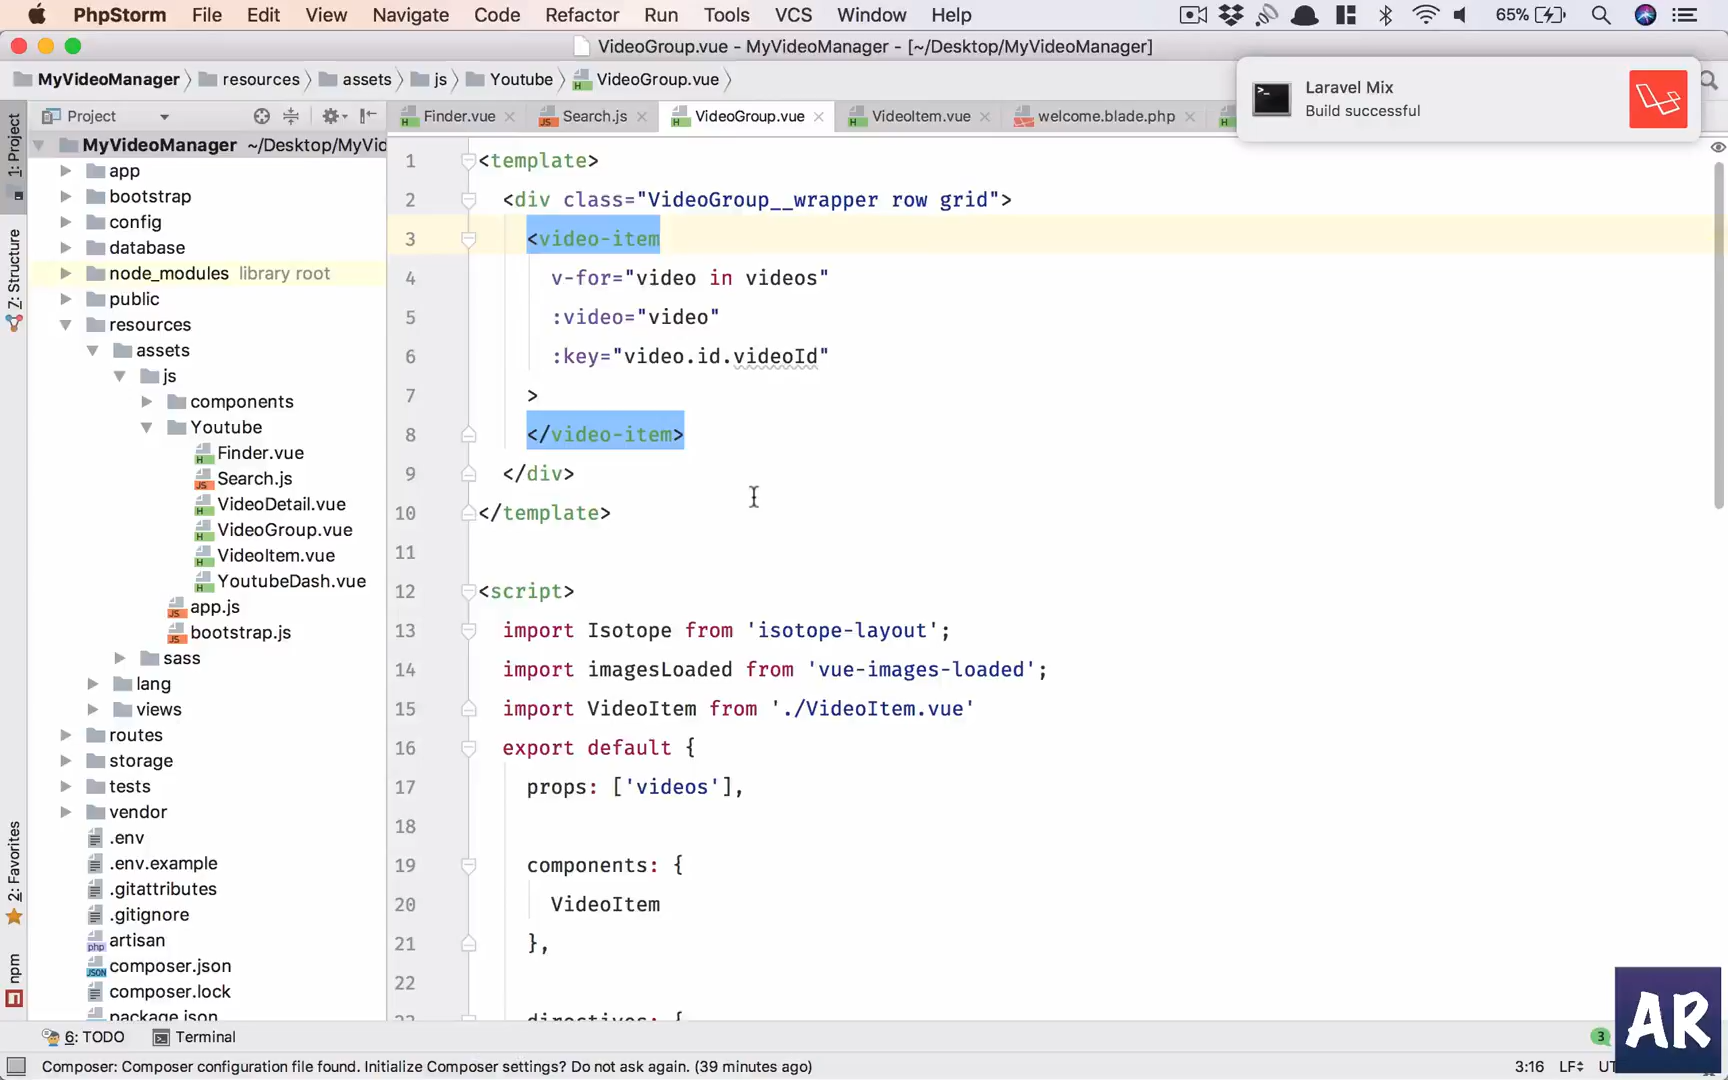 PhpStorm File Edit View Navigate Code Refactor Run Tools VCS Window Help 65%
VideoGroup.vue - MyVideoManager - [~/Desktop/MyVideoManager]
MyVideoManager resources assets js Youtube VideoGroup.vue
Laravel Mix
Build successful
Project
Finder.vue Search.js VideoGroup.vue VideoItem.vue welcome.blade.php
1: Project
7: Structure
2: Favorites
npm
MyVideoManager ~/Desktop/MyVid
app
bootstrap
config
database
node_modules library root
public
resources
assets
js
components
Youtube
Finder.vue
Search.js
VideoDetail.vue
VideoGroup.vue
VideoItem.vue
YoutubeDash.vue
app.js
bootstrap.js
sass
lang
views
routes
storage
tests
vendor
.env
.env.example
.gitattributes
.gitignore
artisan
composer.json
composer.lock
package.json
1 <template>
2 <div class="VideoGroup__wrapper row grid">
3 <video-item
4 v-for="video in videos"
5 :video="video"
6 :key="video.id.videoId"
7 >
8 </video-item>
9 </div>
10 </template>
11
12 <script>
13 import Isotope from 'isotope-layout';
14 import imagesLoaded from 'vue-images-loaded';
15 import VideoItem from './VideoItem.vue'
16 export default {
17 props: ['videos'],
18
19 components: {
20 VideoItem
21 },
22
23 directives: {
6: TODO Terminal 3
Composer: Composer configuration file found. Initialize Composer settings? Do not ask again. (39 minutes ago) 3:16 LF UT
AR